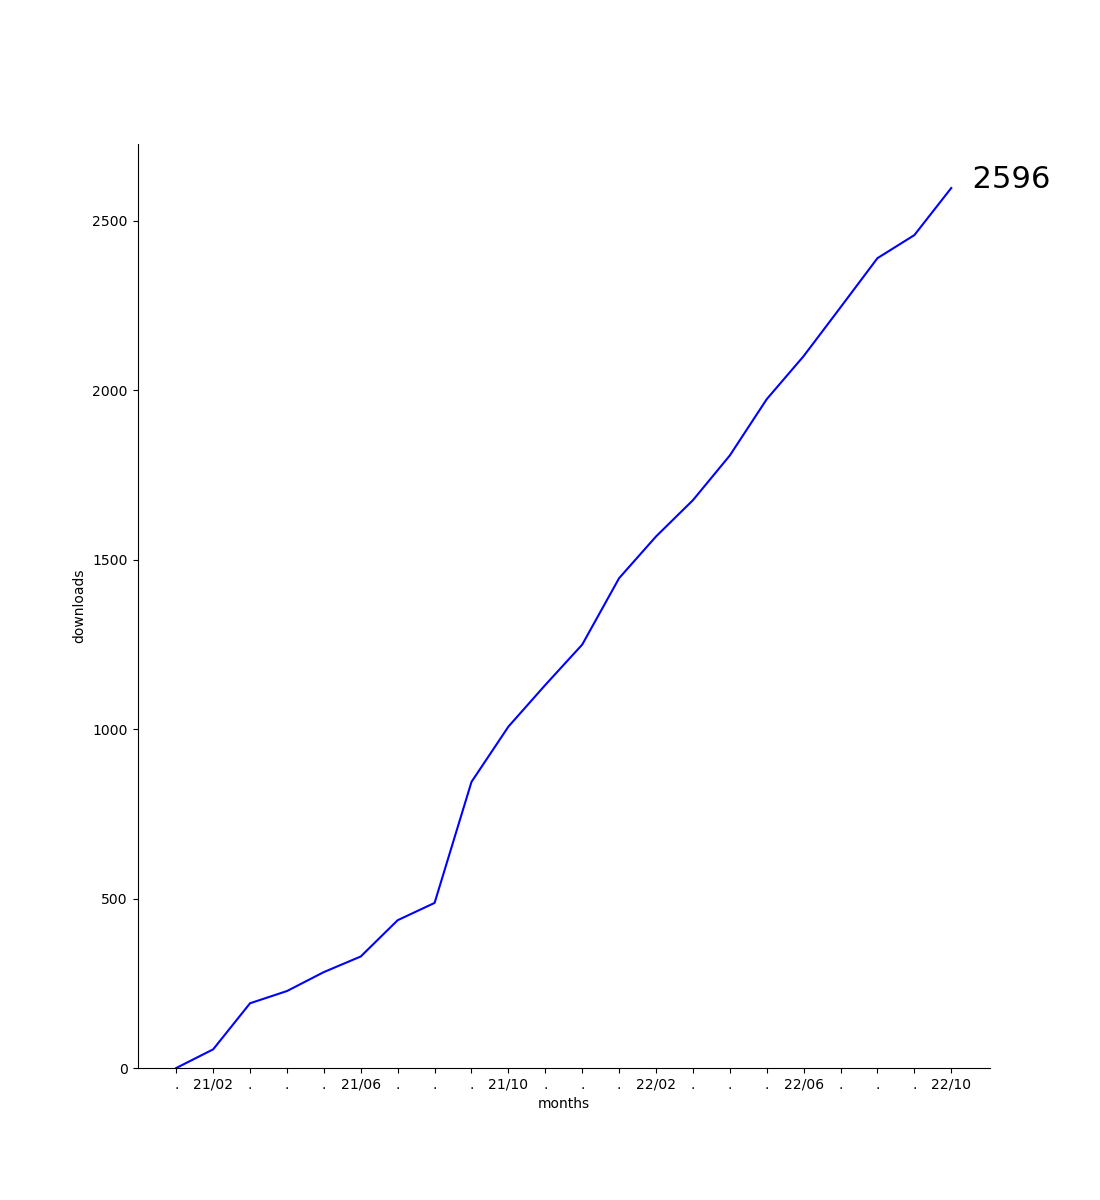 2596
2500
2000
1500
1000
500
0
downloads
. 21/02 . . . 21/06 . . . 21/10 . . . 22/02 . . . 22/06 . . . 22/10
months